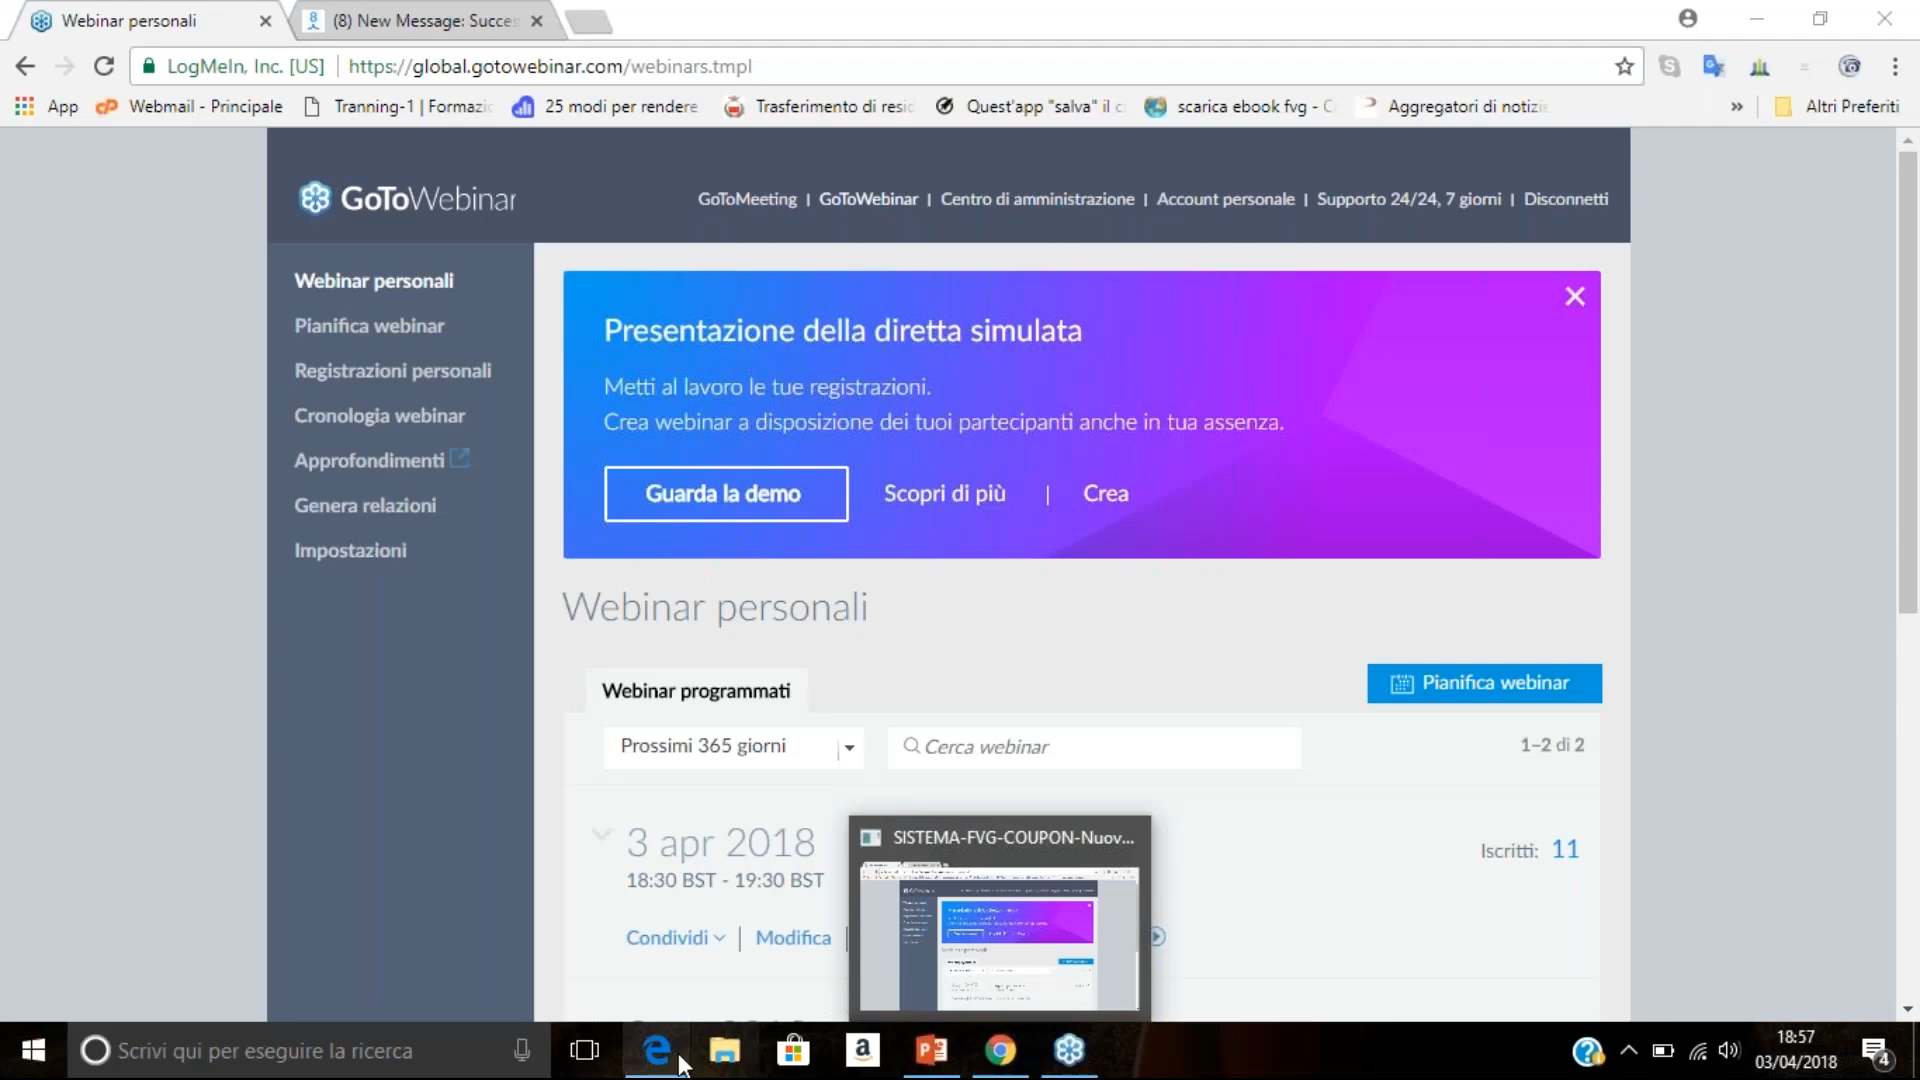 Webinar personali
(8) New Message: Succes
LogMeIn, Inc. [US]
https://global.gotowebinar.com/webinars.tmpl
App
Webmail - Principale
Tranning-1 | Formazio
25 modi per rendere
Trasferimento di resid
Quest'app "salva" il c
scarica ebook fvg - C
Aggregatori di notizie
»
Altri Preferiti
GoToWebinar
GoToMeeting | GoToWebinar | Centro di amministrazione | Account personale | Supporto 24/24, 7 giorni | Disconnetti
Webinar personali
Pianifica webinar
Registrazioni personali
Cronologia webinar
Approfondimenti
Genera relazioni
Impostazioni
Presentazione della diretta simulata
Metti al lavoro le tue registrazioni.
Crea webinar a disposizione dei tuoi partecipanti anche in tua assenza.
Guarda la demo
Scopri di più | Crea
Webinar personali
Webinar programmati
Pianifica webinar
Prossimi 365 giorni
Cerca webinar
1–2 di 2
3 apr 2018
18:30 BST - 19:30 BST
Iscritti: 11
Condividi | Modifica
SISTEMA-FVG-COUPON-Nuov...
Scrivi qui per eseguire la ricerca
18:57
03/04/2018
4